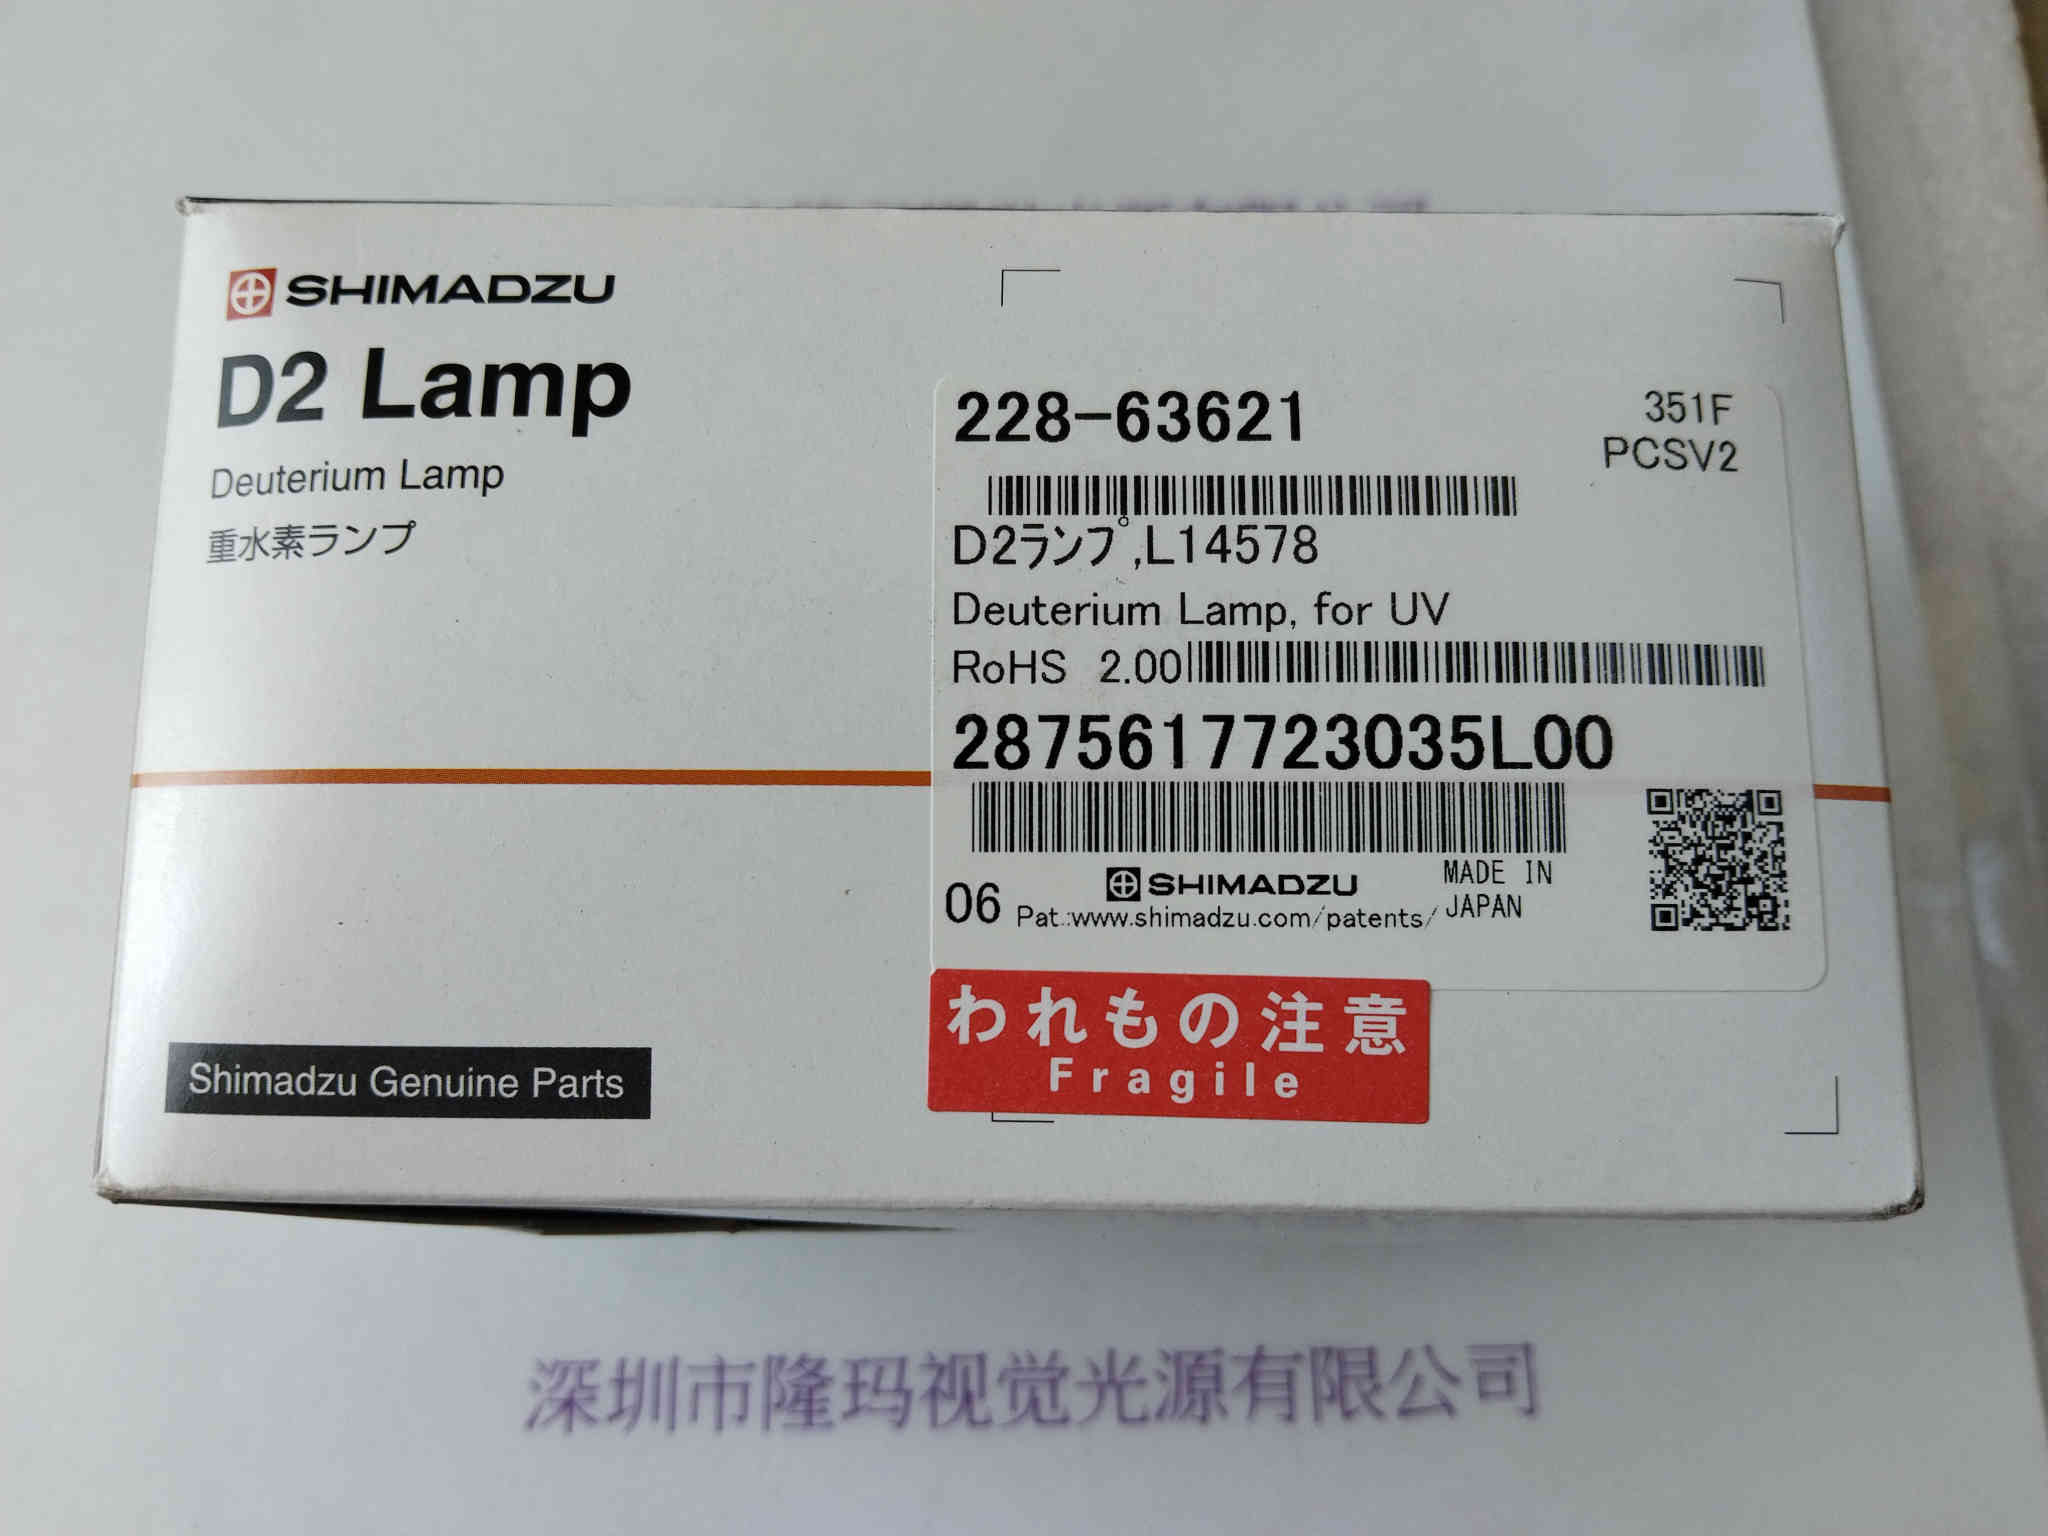 SHIMADZU
D2 Lamp
Deuterium Lamp
重水素ランプ
Shimadzu Genuine Parts
228-63621
351F
PCSV2
D2ランプ,L14578
Deuterium Lamp, for UV
RoHS 2.00
2875617723035L00
06
SHIMADZU
Pat.:www.shimadzu.com/patents/
MADE IN
JAPAN
われもの注意
Fragile
深圳市隆玛视觉光源有限公司